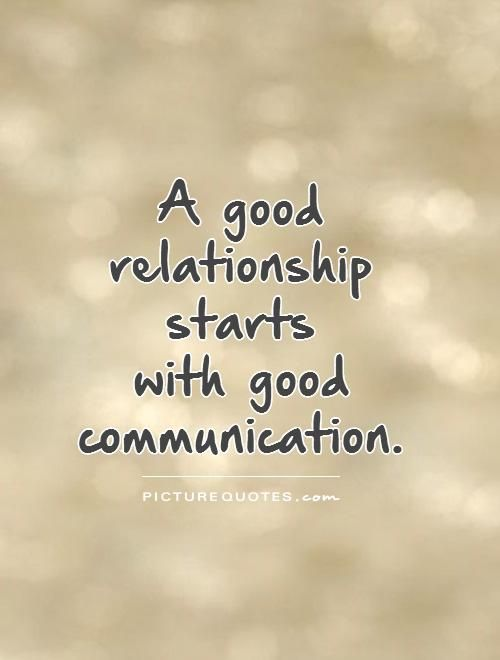 A good
relationship
starts
with good
communication.
PICTUREQUOTES.com